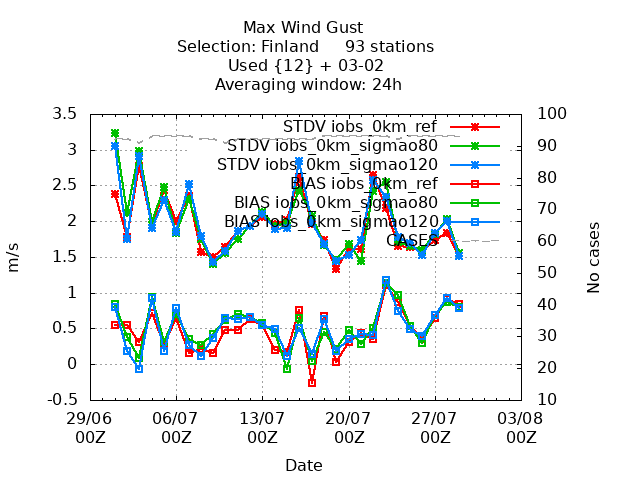 Max Wind Gust
Selection: Finland 93 stations
Used {12} + 03-02
Averaging window: 24h
3.5
3
2.5
2
1.5
1
0.5
0
-0.5
m/s
100
90
80
70
60
50
40
30
20
10
No cases
STDV iobs_0km_ref
STDV iobs_0km_sigmao80
STDV iobs_0km_sigmao120
BIAS iobs_0km_ref
BIAS iobs_0km_sigmao80
BIAS iobs_0km_sigmao120
CASES
29/06 06/07 13/07 20/07 27/07 03/08
00Z 00Z 00Z 00Z 00Z 00Z
Date